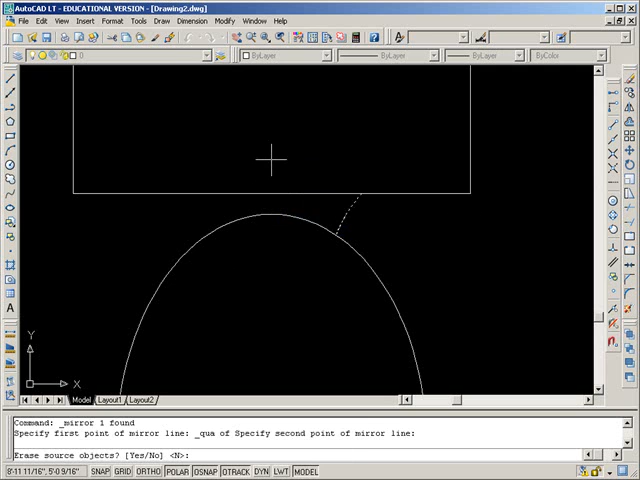 AutoCAD LT - EDUCATIONAL VERSION - [Drawing2.dwg]
File Edit View Insert Format Tools Draw Dimension Modify Window Help
0 ByLayer ByLayer ByLayer ByColor
A
Y
X
Model Layout1 Layout2
Command: _mirror 1 found
Specify first point of mirror line: _qua of Specify second point of mirror line:
Erase source objects? [Yes/No] <N>:
8'-11 11/16", 5'-0 9/16" SNAP GRID ORTHO POLAR OSNAP OTRACK DYN LWT MODEL